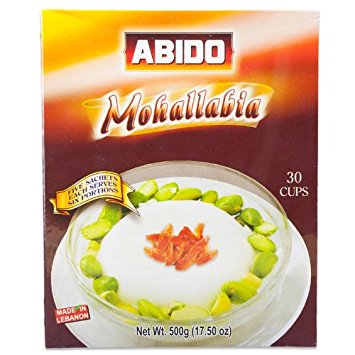 ABIDO
Mohallabia
FIVE SACHETS
EACH SERVES
SIX PORTIONS
30
CUPS
MADE IN
LEBANON
Net Wt. 500g (17.50 oz)